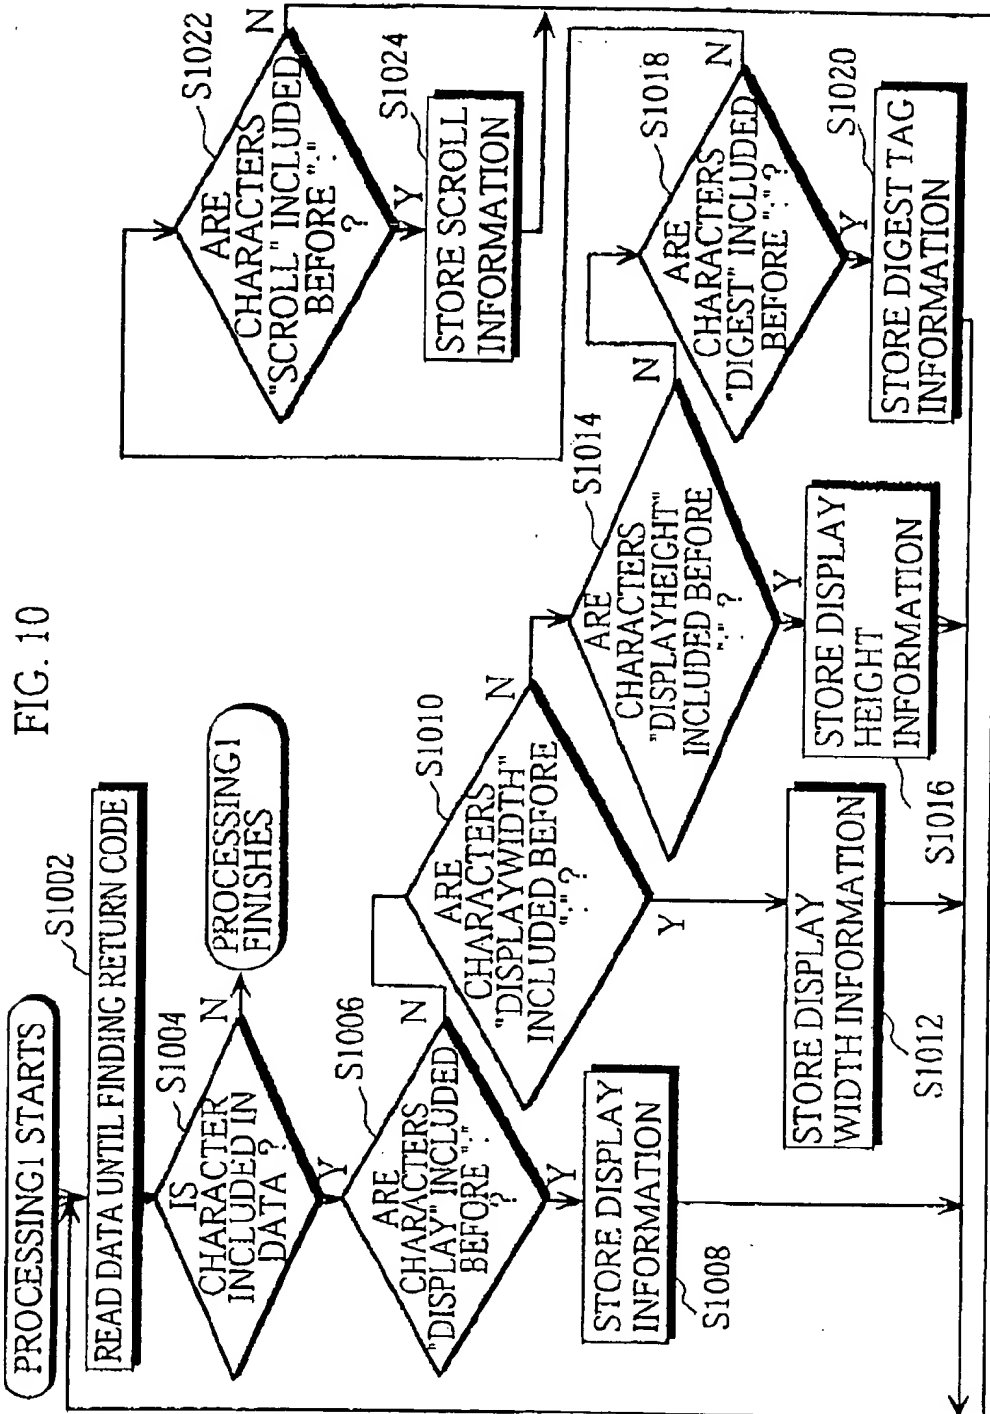 FIG. 10
PROCESSING1 STARTS
S1002
READ DATA UNTIL FINDING RETURN CODE
S1004
IS
CHARACTER
INCLUDED IN
DATA ?
N
PROCESSING1
FINISHES
Y
S1006
ARE
CHARACTERS
"DISPLAY" INCLUDED
BEFORE ":"
?
N
Y
STORE DISPLAY
INFORMATION
S1008
S1010
ARE
CHARACTERS
"DISPLAYWIDTH"
INCLUDED BEFORE
":" ?
N
Y
STORE DISPLAY
WIDTH INFORMATION
S1012
S1014
ARE
CHARACTERS
"DISPLAYHEIGHT"
INCLUDED BEFORE
":" ?
N
Y
STORE DISPLAY
HEIGHT
INFORMATION
S1016
S1018
ARE
CHARACTERS
"DIGEST" INCLUDED
BEFORE ":" ?
N
Y
S1020
STORE DIGEST TAG
INFORMATION
S1022
ARE
CHARACTERS
"SCROLL" INCLUDED
BEFORE ":"
?
N
Y
S1024
STORE SCROLL
INFORMATION